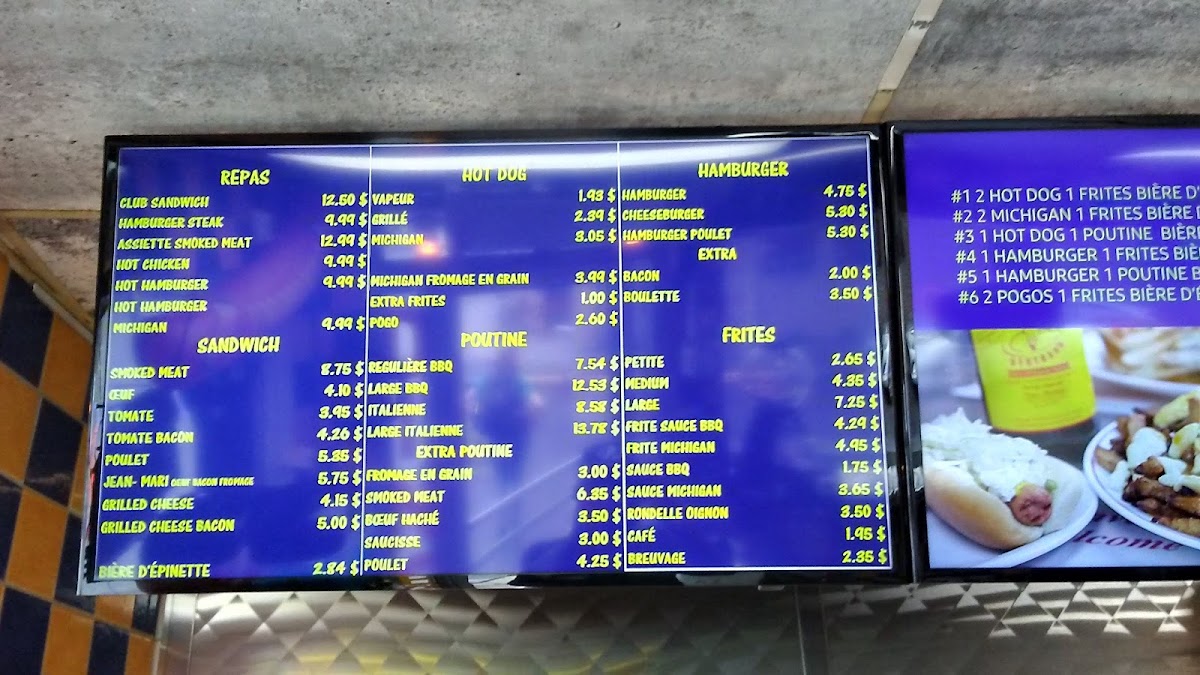 REPAS
CLUB SANDWICH 12.50 $
HAMBURGER STEAK 9.99 $
ASSIETTE SMOKED MEAT 12.99 $
HOT CHICKEN 9.99 $
HOT HAMBURGER 9.99 $
HOT HAMBURGER
MICHIGAN 9.99 $
SANDWICH
SMOKED MEAT 8.75 $
ŒUF 4.10 $
TOMATE 3.95 $
TOMATE BACON 4.26 $
POULET 5.35 $
JEAN- MARI OEUF BACON FROMAGE 5.75 $
GRILLED CHEESE 4.15 $
GRILLED CHEESE BACON 5.00 $
BIÈRE D'ÉPINETTE 2.84 $
HOT DOG
VAPEUR 1.93 $
GRILLÉ 2.39 $
MICHIGAN 3.05 $
MICHIGAN FROMAGE EN GRAIN 3.99 $
EXTRA FRITES 1.00 $
POGO 2.60 $
POUTINE
REGULIÈRE BBQ 7.54 $
LARGE BBQ 12.53 $
ITALIENNE 8.58 $
LARGE ITALIENNE 13.78 $
EXTRA POUTINE
FROMAGE EN GRAIN 3.00 $
SMOKED MEAT 6.35 $
BŒUF HACHÉ 3.50 $
SAUCISSE 3.00 $
POULET 4.25 $
HAMBURGER
HAMBURGER 4.75 $
CHEESEBURGER 5.30 $
HAMBURGER POULET 5.30 $
EXTRA
BACON 2.00 $
BOULETTE 3.50 $
FRITES
PETITE 2.65 $
MEDIUM 4.35 $
LARGE 7.25 $
FRITE SAUCE BBQ 4.29 $
FRITE MICHIGAN 4.95 $
SAUCE BBQ 1.75 $
SAUCE MICHIGAN 3.65 $
RONDELLE OIGNON 3.50 $
CAFÉ 1.95 $
BREUVAGE 2.35 $
#1 2 HOT DOG 1 FRITES BIÈRE D'
#2 2 MICHIGAN 1 FRITES BIÈRE
#3 1 HOT DOG 1 POUTINE BIÈRE
#4 1 HAMBURGER 1 FRITES BIÈ
#5 1 HAMBURGER 1 POUTINE B
#6 2 POGOS 1 FRITES BIÈRE D'É